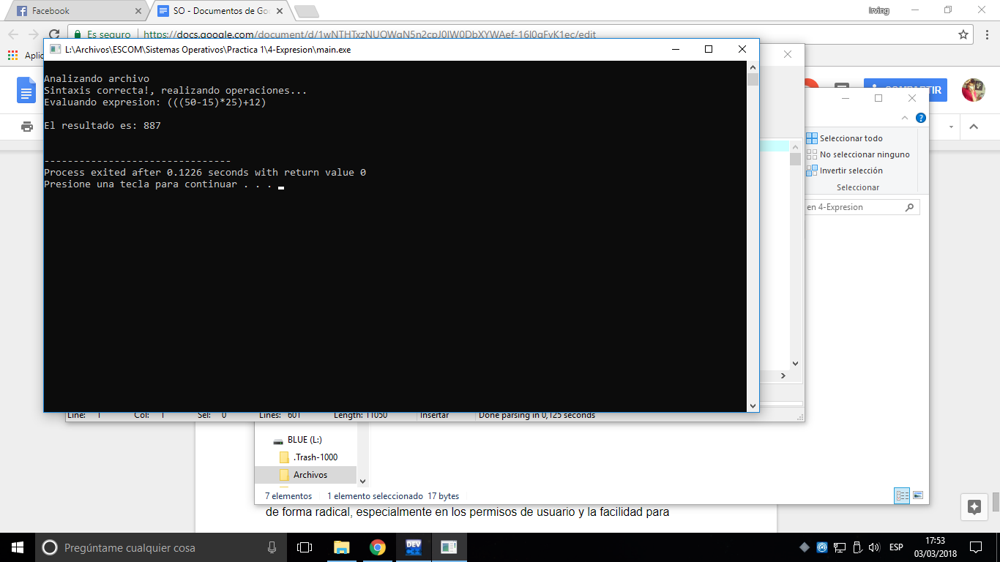 Facebook
SO - Documentos de Go
Irving
Es seguro
https://docs.google.com/document/d/1wNTHTxzNUQWgN5n2cpJ0IW0DbXYWAef-16I0gFvK1ec/edit
Aplic
L:\Archivos\ESCOM\Sistemas Operativos\Practica 1\4-Expresion\main.exe
Analizando archivo
Sintaxis correcta!, realizando operaciones...
Evaluando expresion: (((50-15)*25)+12)
El resultado es: 887
--------------------------------
Process exited after 0.1226 seconds with return value 0
Presione una tecla para continuar . . .
Seleccionar todo
No seleccionar ninguno
Invertir selección
Seleccionar
en 4-Expresion
Line: 1 Col: 1 Sel: 0 Lines: 601 Length: 11050 Insertar Done parsing in 0,125 seconds
BLUE (L:)
.Trash-1000
Archivos
7 elementos 1 elemento seleccionado 17 bytes
de forma radical, especialmente en los permisos de usuario y la facilidad para
Pregúntame cualquier cosa
DEV
ESP
17:53
03/03/2018